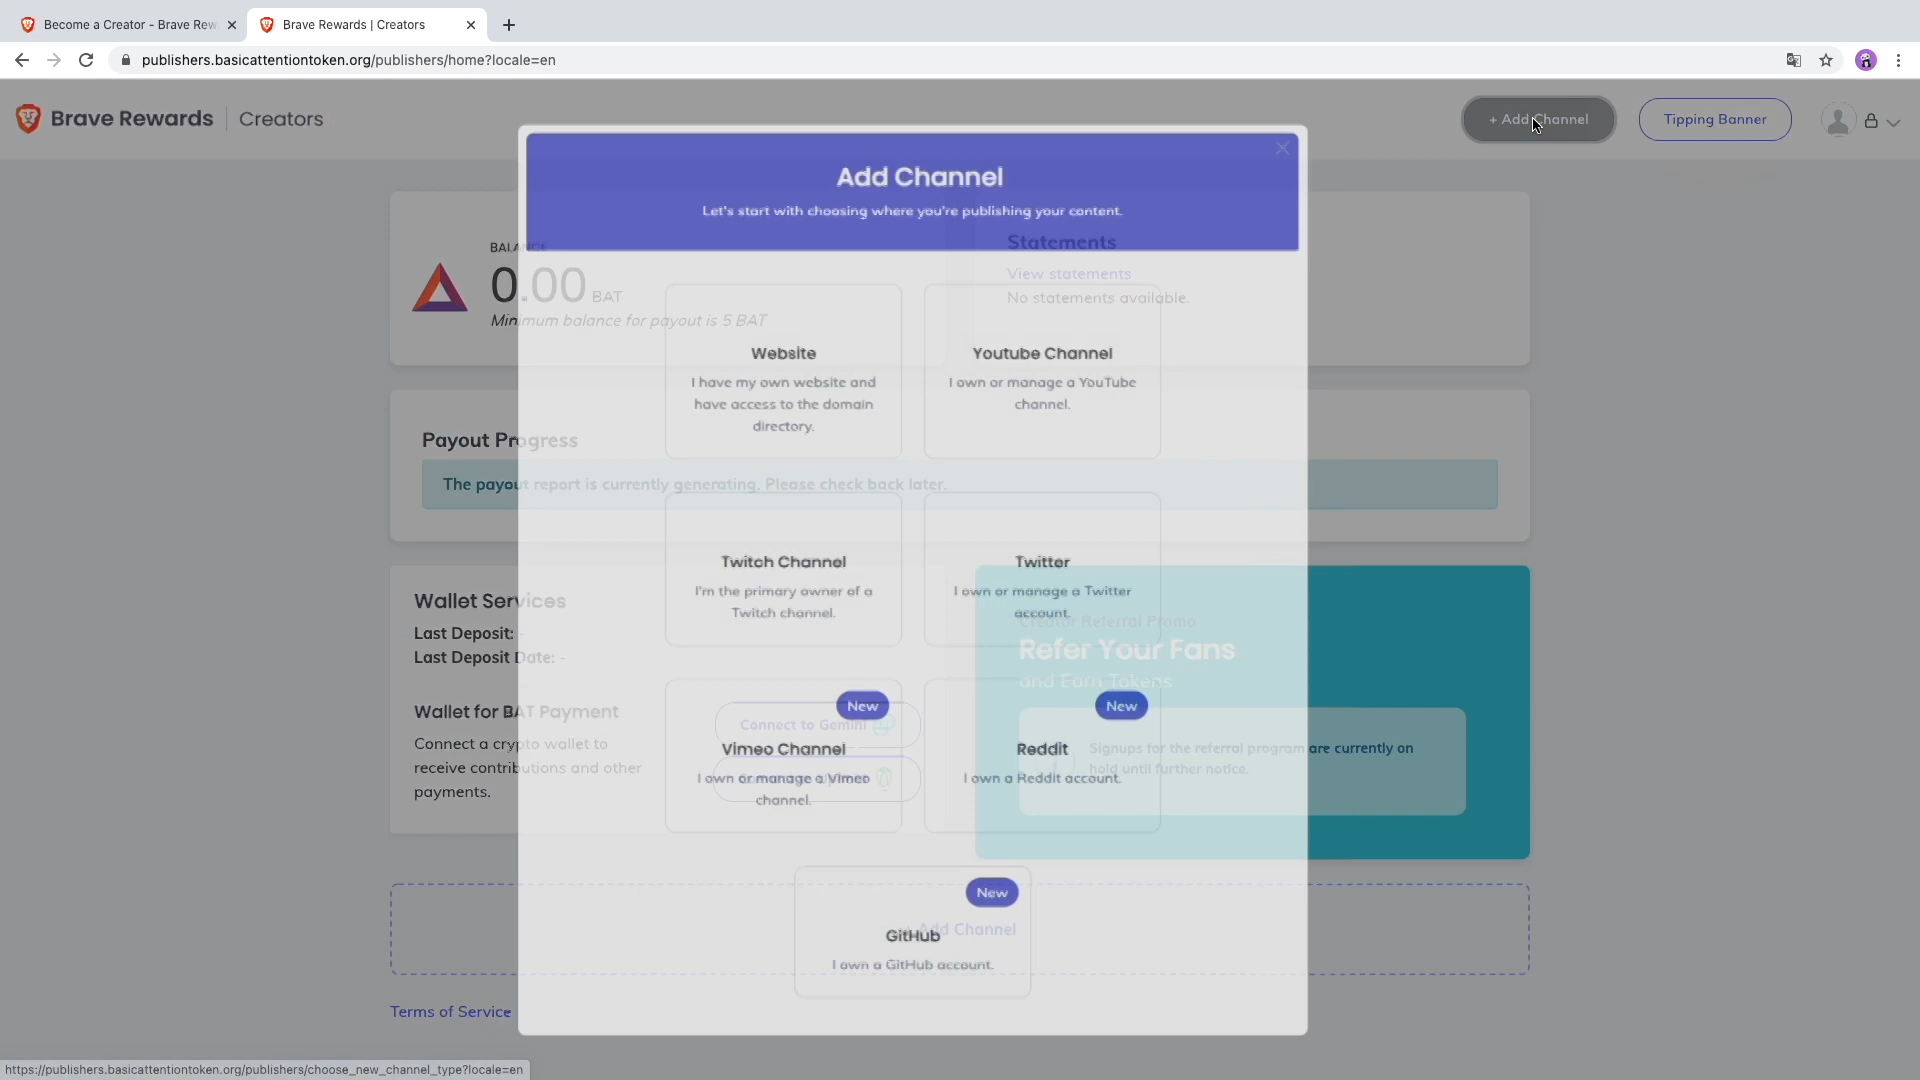 Become a Creator - Brave Rew
Brave Rewards | Creators
publishers.basicattentiontoken.org/publishers/home?locale=en
Brave Rewards
Creators
+ Add Channel
Tipping Banner
Add Channel
Let's start with choosing where you're publishing your content.
BALANCE
0.00 BAT
Minimum balance for payout is 5 BAT
Statements
View statements
No statements available.
Website
I have my own website and
have access to the domain
directory.
Youtube Channel
I own or manage a YouTube
channel.
Payout Progress
The payout report is currently generating. Please check back later.
Twitch Channel
I'm the primary owner of a
Twitch channel.
Twitter
I own or manage a Twitter
account.
Wallet Services
Last Deposit: -
Last Deposit Date: -
Wallet for BAT Payment
Connect a crypto wallet to
receive contributions and other
payments.
Connect to Gemini
Creator Referral Promo
Refer Your Fans
and Earn Tokens
Signups for the referral program are currently on
hold until further notice.
New
Vimeo Channel
I own or manage a Vimeo
channel.
New
Reddit
I own a Reddit account.
New
GitHub
I own a GitHub account.
Add Channel
Terms of Service
https://publishers.basicattentiontoken.org/publishers/choose_new_channel_type?locale=en